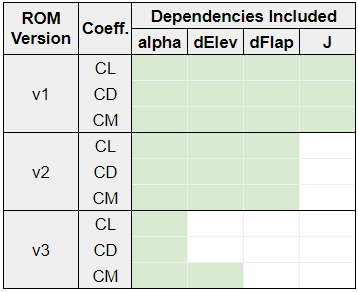 ROM Version Coeff. Dependencies Included
alpha dElev dFlap J
v1 CL
CD
CM
v2 CL
CD
CM
v3 CL
CD
CM